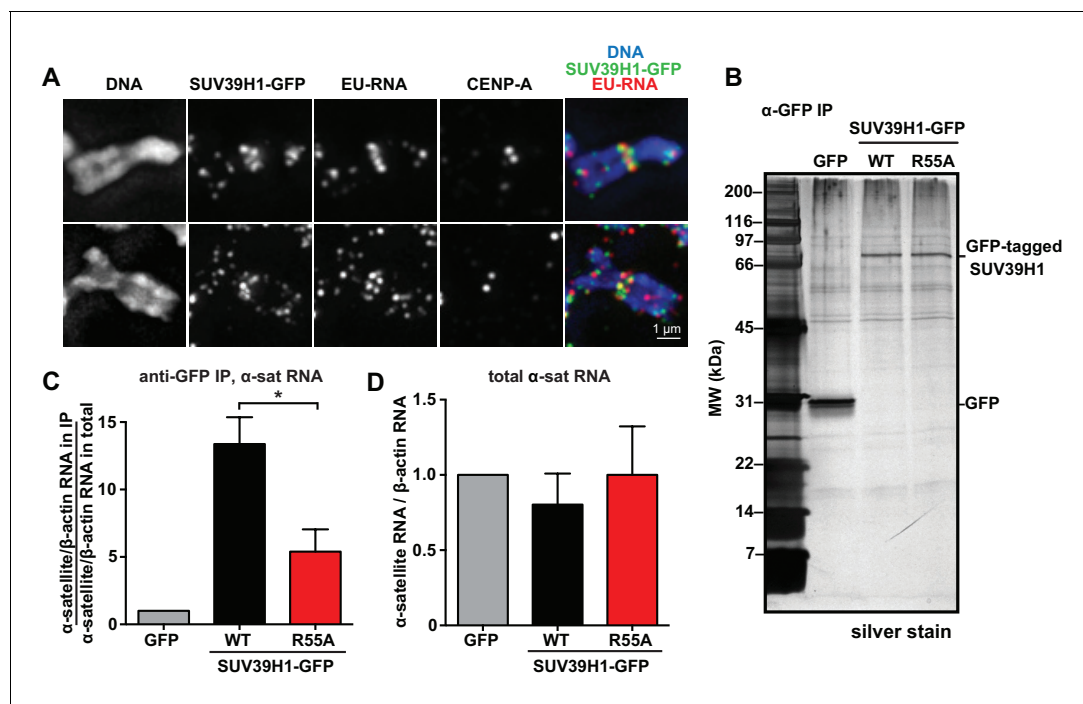 A
DNA
SUV39H1-GFP
EU-RNA
CENP-A
DNA
SUV39H1-GFP
EU-RNA
1 µm
B
α-GFP IP
SUV39H1-GFP
GFP
WT
R55A
200
116
97
66
45
31
22
14
7
MW (kDa)
GFP-tagged
SUV39H1
GFP
silver stain
C
anti-GFP IP, α-sat RNA
α-satellite/β-actin RNA in IP
α-satellite/β-actin RNA in total
15
10
5
0
*
GFP
WT
R55A
SUV39H1-GFP
D
total α-sat RNA
α-satellite RNA / β-actin RNA
1.5
1.0
0.5
0
GFP
WT
R55A
SUV39H1-GFP